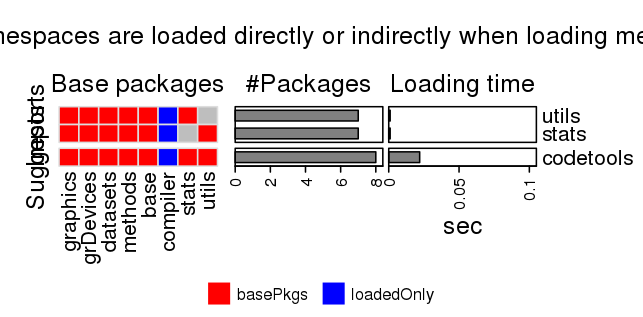 nespaces are loaded directly or indirectly when loading me
Base packages #Packages Loading time
Imports
Suggests
utils
stats
codetools
graphics
grDevices
datasets
methods
base
compiler
stats
utils
0 2 4 6 8
0 0.05 0.1
sec
basePkgs loadedOnly